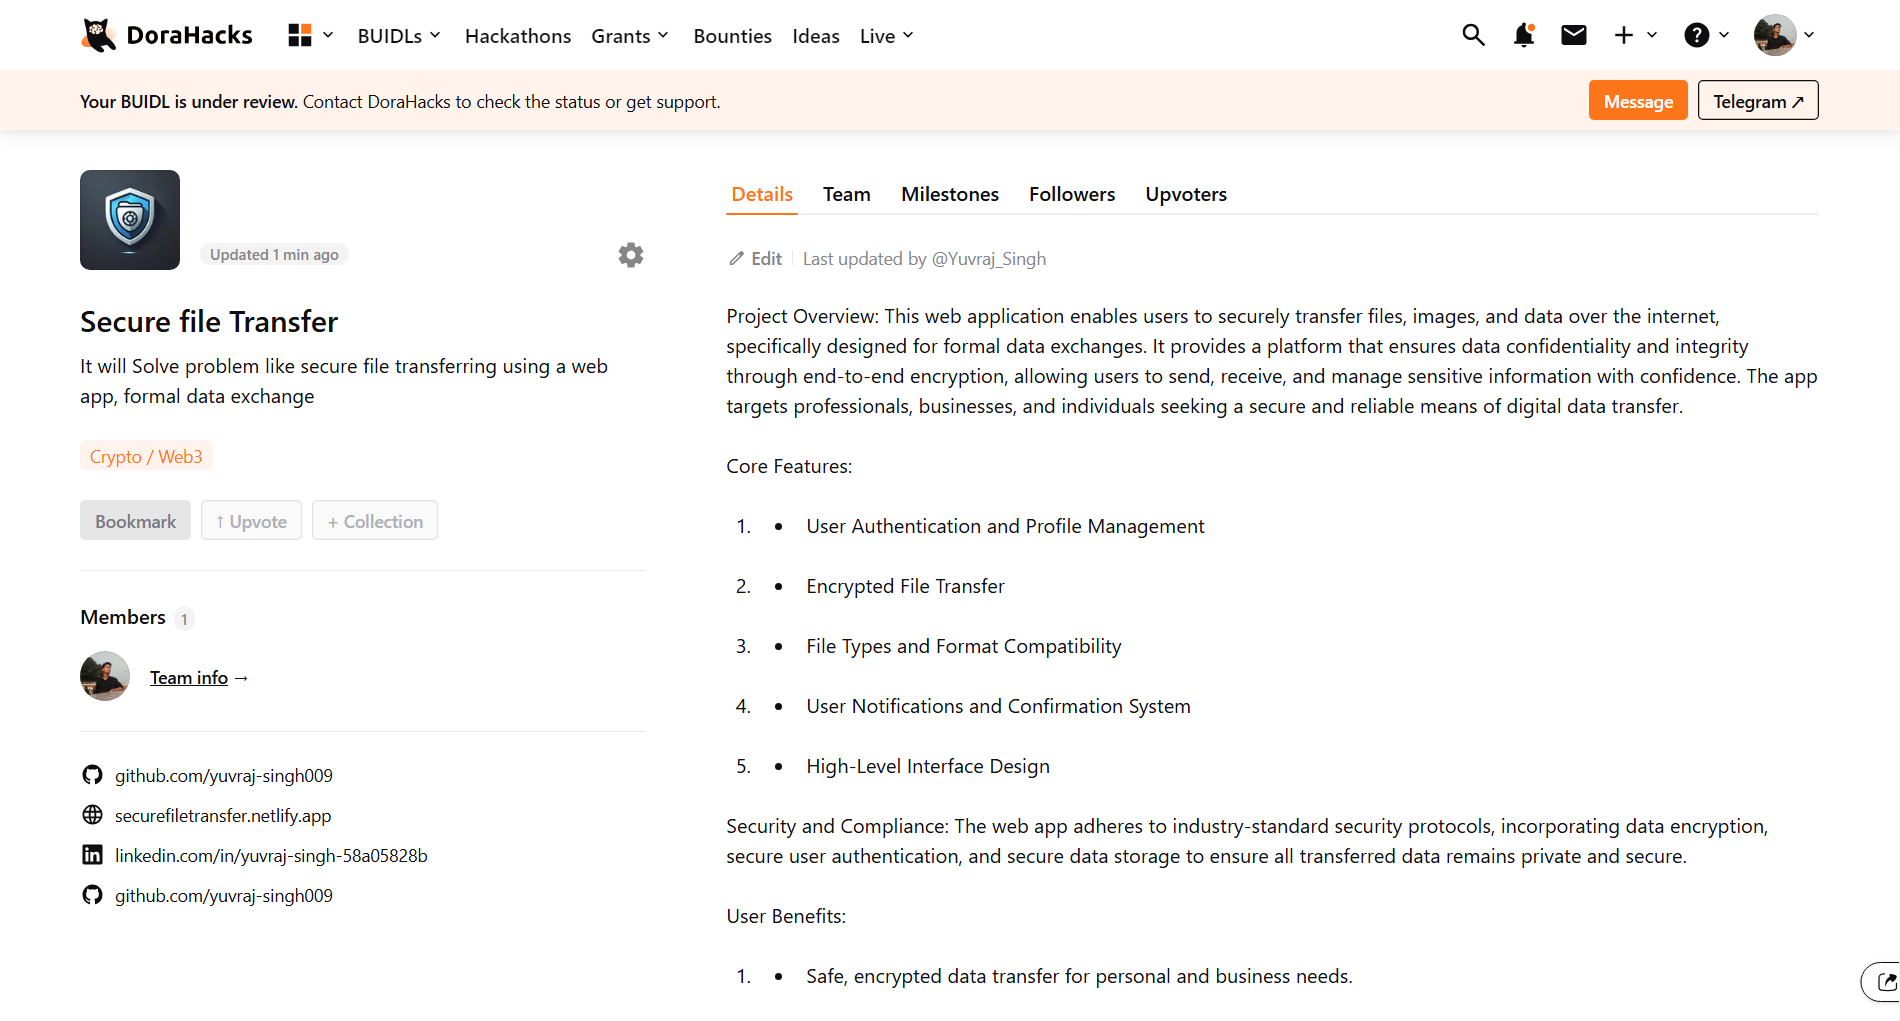 DoraHacks
BUIDLs
Hackathons
Grants
Bounties
Ideas
Live
Your BUIDL is under review. Contact DoraHacks to check the status or get support.
Message
Telegram ↗
Updated 1 min ago
Secure file Transfer
It will Solve problem like secure file transferring using a web
app, formal data exchange
Crypto / Web3
Bookmark
↑ Upvote
+ Collection
Members 1
Team info →
github.com/yuvraj-singh009
securefiletransfer.netlify.app
linkedin.com/in/yuvraj-singh-58a05828b
github.com/yuvraj-singh009
Details
Team
Milestones
Followers
Upvoters
Edit
Last updated by @Yuvraj_Singh
Project Overview: This web application enables users to securely transfer files, images, and data over the internet,
specifically designed for formal data exchanges. It provides a platform that ensures data confidentiality and integrity
through end-to-end encryption, allowing users to send, receive, and manage sensitive information with confidence. The app
targets professionals, businesses, and individuals seeking a secure and reliable means of digital data transfer.
Core Features:
1. • User Authentication and Profile Management
2. • Encrypted File Transfer
3. • File Types and Format Compatibility
4. • User Notifications and Confirmation System
5. • High-Level Interface Design
Security and Compliance: The web app adheres to industry-standard security protocols, incorporating data encryption,
secure user authentication, and secure data storage to ensure all transferred data remains private and secure.
User Benefits:
1. • Safe, encrypted data transfer for personal and business needs.